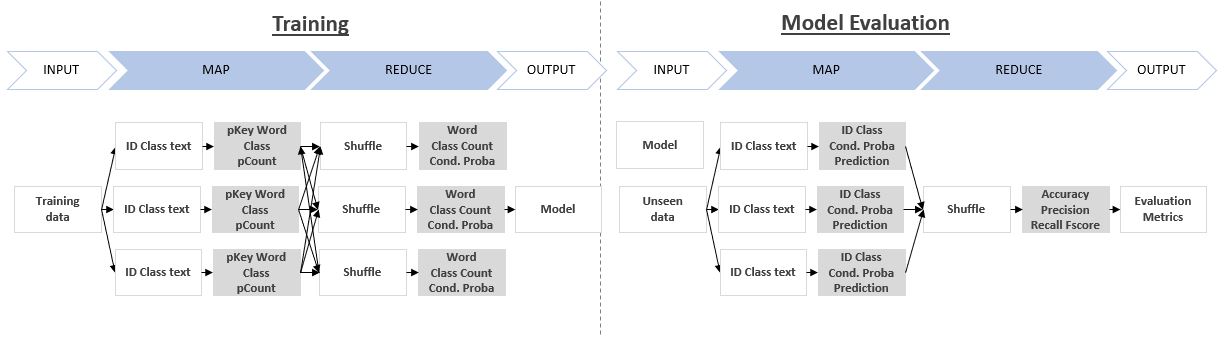 Training
Model Evaluation
INPUT
MAP
REDUCE
OUTPUT
INPUT
MAP
REDUCE
OUTPUT
Training
data
ID Class text
pKey Word
Class
pCount
Shuffle
Word
Class Count
Cond. Proba
ID Class text
pKey Word
Class
pCount
Shuffle
Word
Class Count
Cond. Proba
Model
ID Class text
pKey Word
Class
pCount
Shuffle
Word
Class Count
Cond. Proba
Model
Unseen
data
ID Class text
ID Class
Cond. Proba
Prediction
ID Class text
ID Class
Cond. Proba
Prediction
Shuffle
Accuracy
Precision
Recall Fscore
Evaluation
Metrics
ID Class text
ID Class
Cond. Proba
Prediction